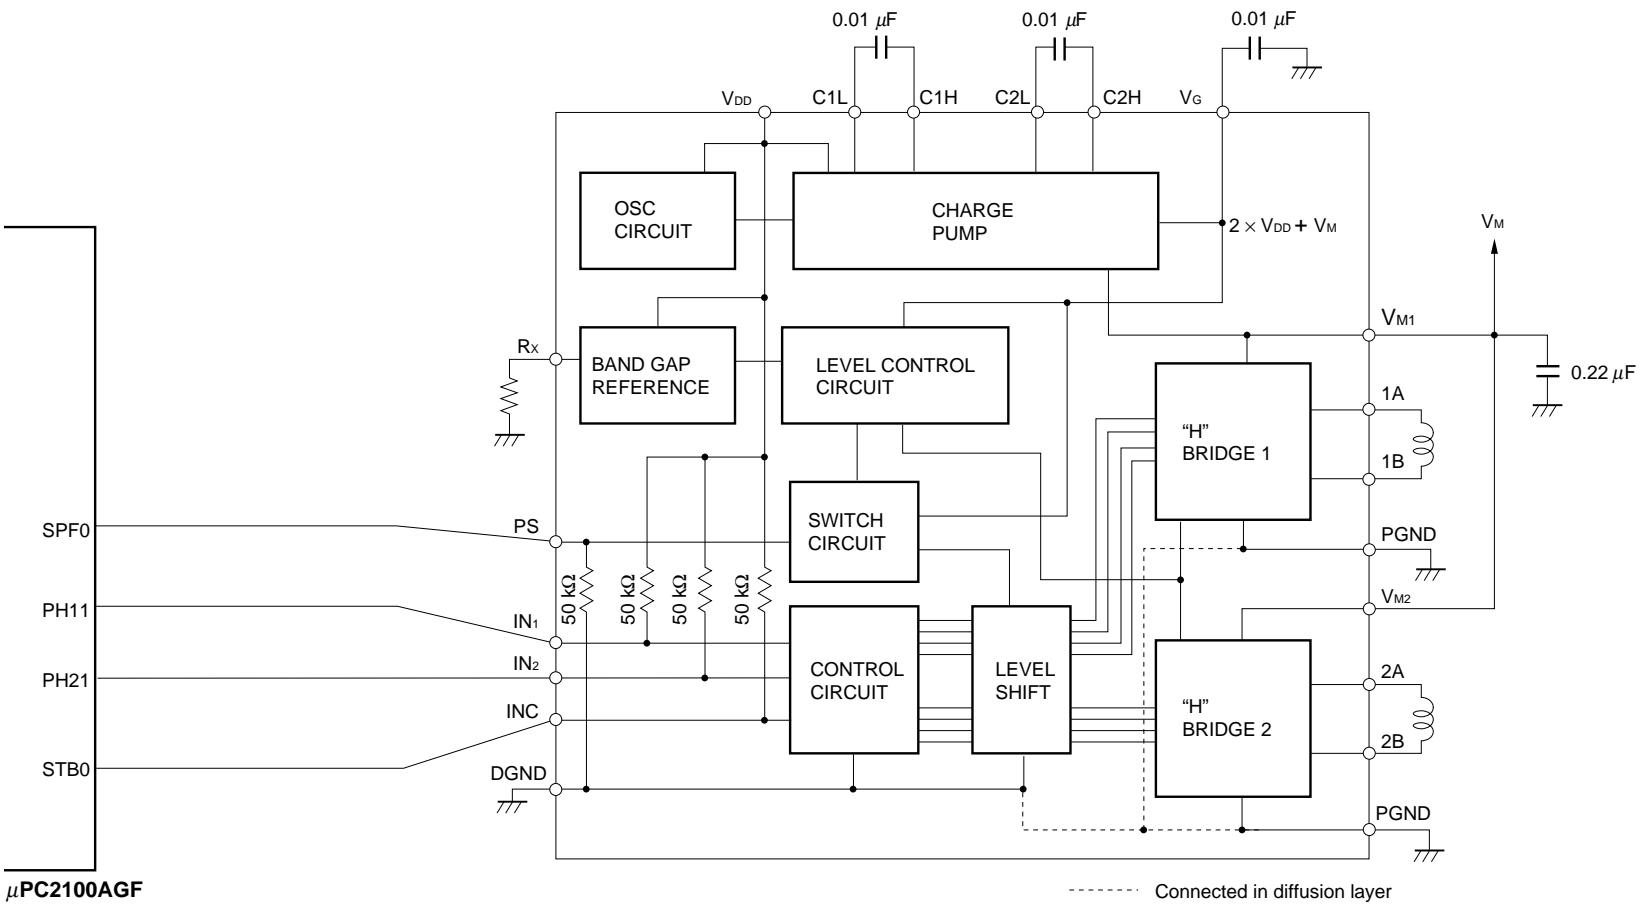 0.01 μF
0.01 μF
0.01 μF
VDD
C1L
C1H
C2L
C2H
VG
OSC
CIRCUIT
CHARGE
PUMP
2 × VDD + VM
VM
RX
BAND GAP
REFERENCE
LEVEL CONTROL
CIRCUIT
VM1
0.22 μF
1A
“H”
BRIDGE 1
1B
SPF0
PS
SWITCH
CIRCUIT
PGND
50 kΩ
50 kΩ
50 kΩ
50 kΩ
PH11
IN1
VM2
PH21
IN2
CONTROL
CIRCUIT
LEVEL
SHIFT
2A
INC
“H”
BRIDGE 2
2B
STB0
DGND
PGND
μPC2100AGF
Connected in diffusion layer